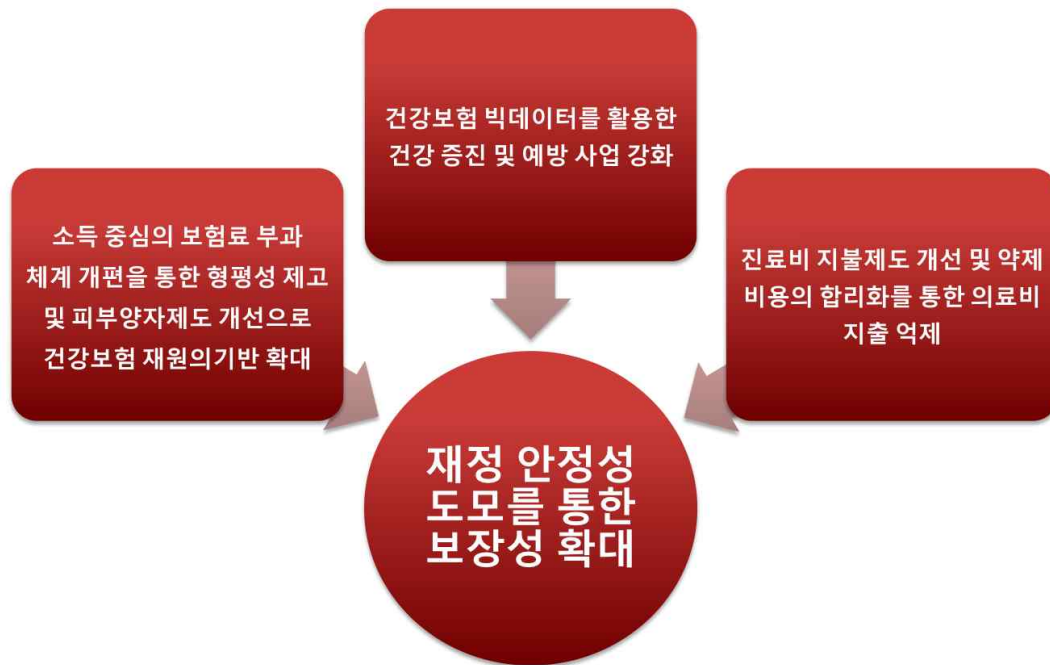 건강보험 빅데이터를 활용한
건강 증진 및 예방 사업 강화
소득 중심의 보험료 부과
체계 개편을 통한 형평성 제고
및 피부양자제도 개선으로
건강보험 재원의기반 확대
진료비 지불제도 개선 및 약제
비용의 합리화를 통한 의료비
지출 억제
재정 안정성
도모를 통한
보장성 확대